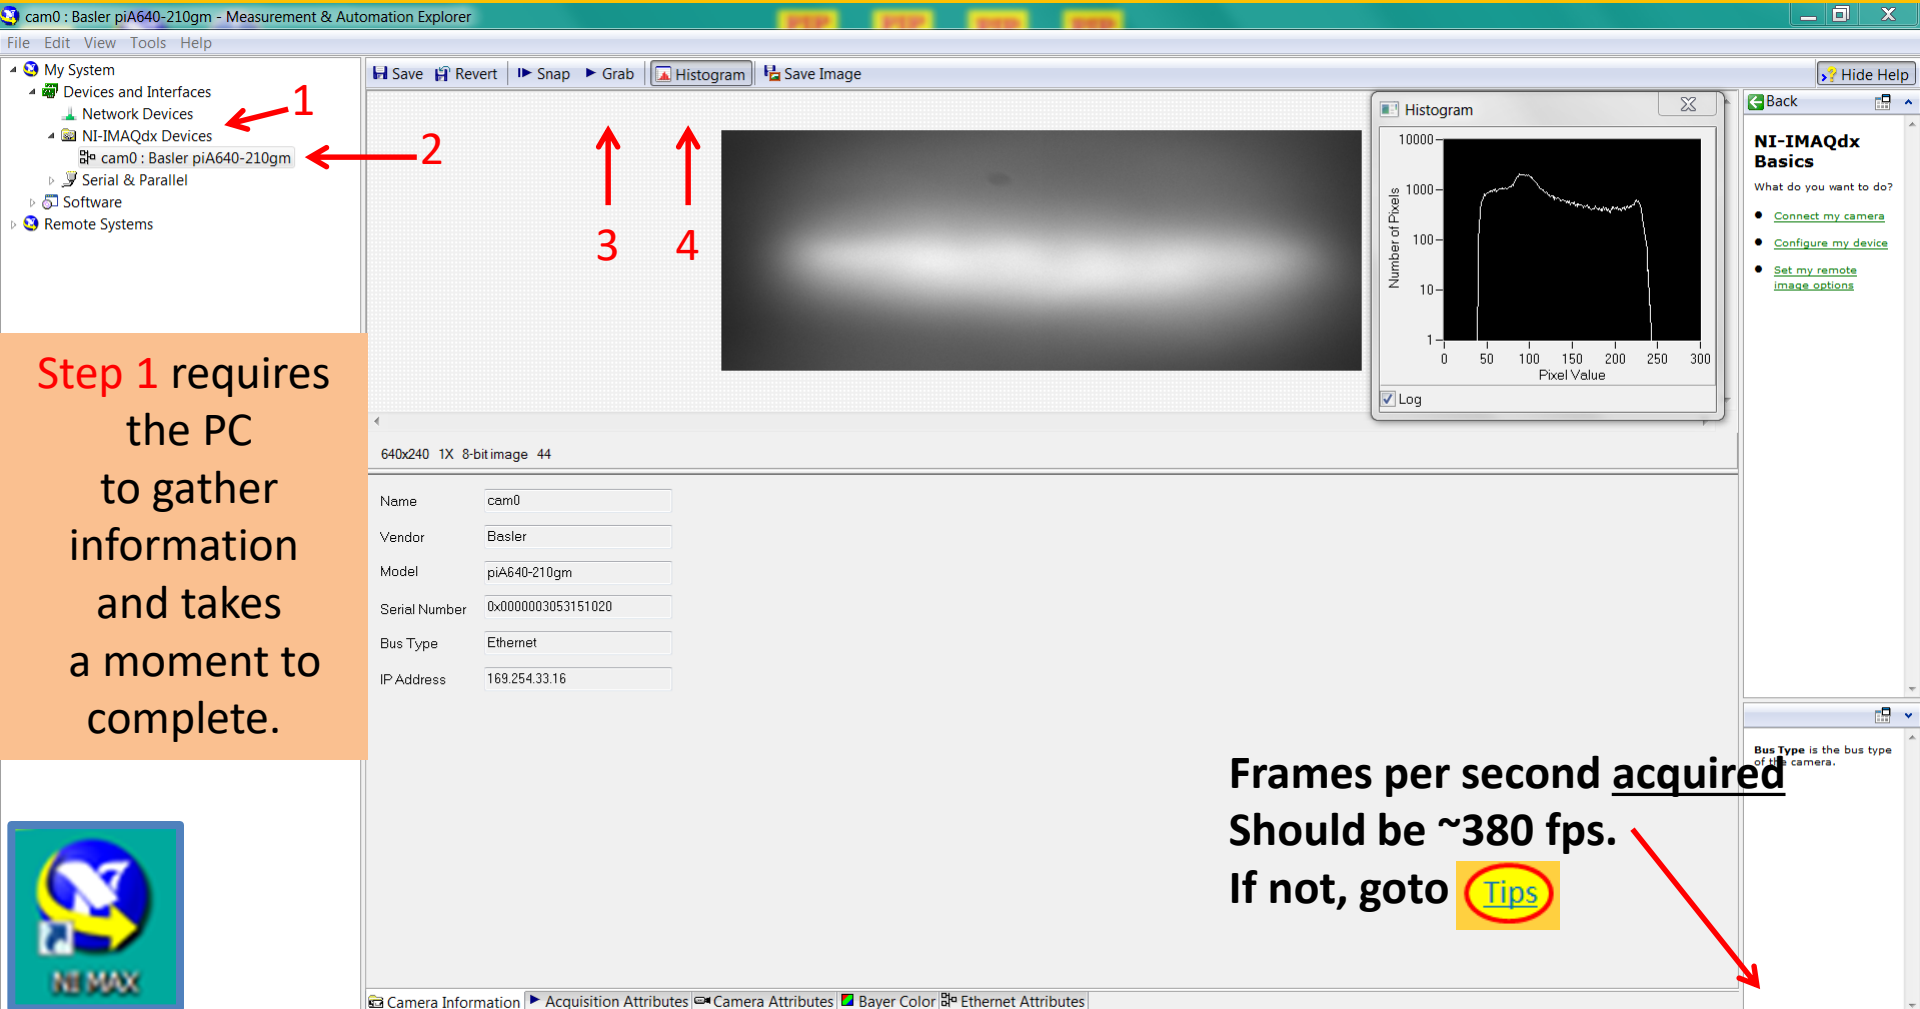 cam0 : Basler piA640-210gm - Measurement & Automation Explorer
PIP PIP PIP PIP
File Edit View Tools Help
My System
Devices and Interfaces
Network Devices
NI-IMAQdx Devices
cam0 : Basler piA640-210gm
Serial & Parallel
Software
Remote Systems
1
2
Save Revert Snap Grab Histogram Save Image
Hide Help
3
4
Histogram
10000
1000
100
10
1
Number of Pixels
0 50 100 150 200 250 300
Pixel Value
Log
Back
NI-IMAQdx
Basics
What do you want to do?
Connect my camera
Configure my device
Set my remote
image options
Step 1 requires
the PC
to gather
information
and takes
a moment to
complete.
640x240 1X 8-bit image 44
Name cam0
Vendor Basler
Model piA640-210gm
Serial Number 0x0000003053151020
Bus Type Ethernet
IP Address 169.254.33.16
Bus Type is the bus type
of the camera.
Frames per second acquired
Should be ~380 fps.
If not, goto Tips
NI MAX
Camera Information Acquisition Attributes Camera Attributes Bayer Color Ethernet Attributes